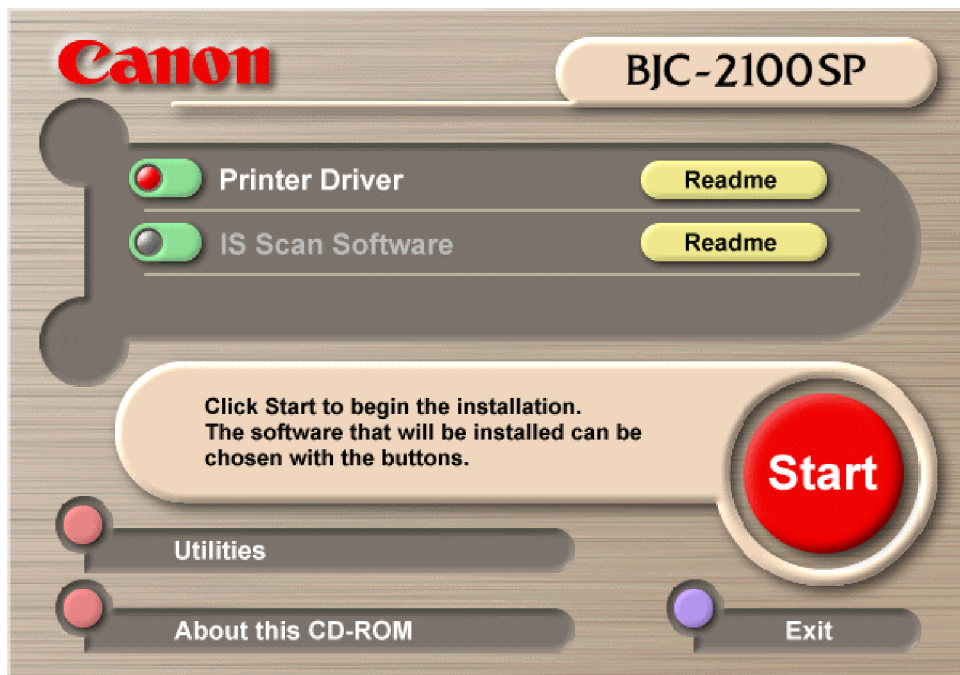 Canon
BJC-2100SP
Printer Driver
Readme
IS Scan Software
Readme
Click Start to begin the installation.
The software that will be installed can be
chosen with the buttons.
Start
Utilities
About this CD-ROM
Exit